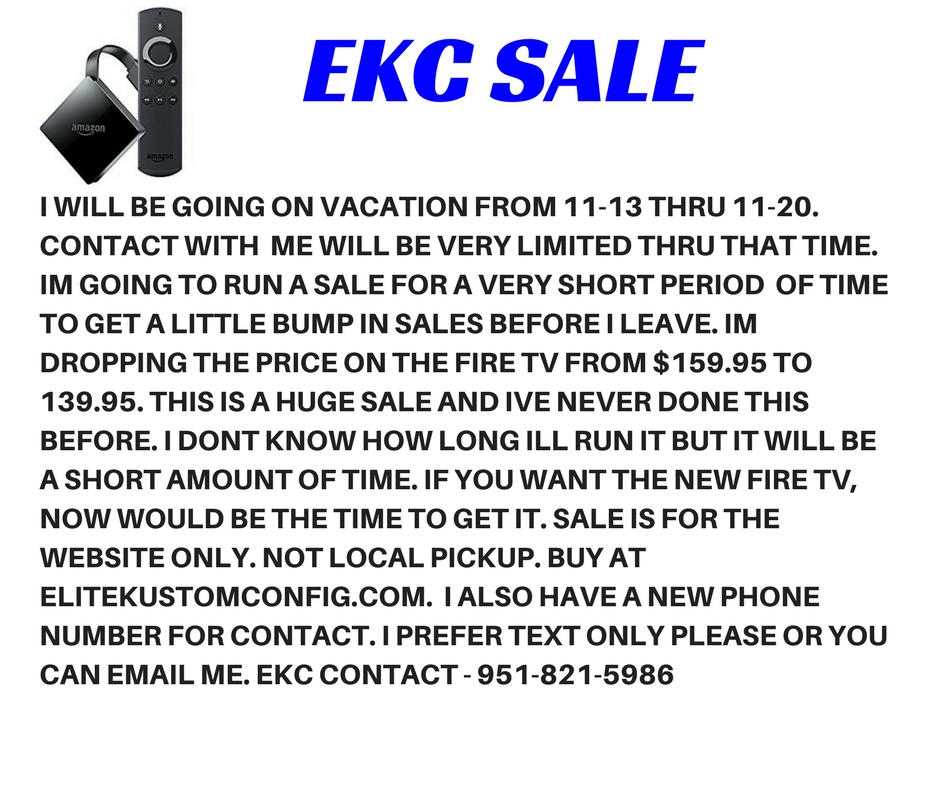 EKC SALE
amazon
amazon
I WILL BE GOING ON VACATION FROM 11-13 THRU 11-20.
CONTACT WITH  ME WILL BE VERY LIMITED THRU THAT TIME.
IM GOING TO RUN A SALE FOR A VERY SHORT PERIOD  OF TIME
TO GET A LITTLE BUMP IN SALES BEFORE I LEAVE. IM
DROPPING THE PRICE ON THE FIRE TV FROM $159.95 TO
139.95. THIS IS A HUGE SALE AND IVE NEVER DONE THIS
BEFORE. I DONT KNOW HOW LONG ILL RUN IT BUT IT WILL BE
A SHORT AMOUNT OF TIME. IF YOU WANT THE NEW FIRE TV,
NOW WOULD BE THE TIME TO GET IT. SALE IS FOR THE
WEBSITE ONLY. NOT LOCAL PICKUP. BUY AT
ELITEKUSTOMCONFIG.COM.  I ALSO HAVE A NEW PHONE
NUMBER FOR CONTACT. I PREFER TEXT ONLY PLEASE OR YOU
CAN EMAIL ME. EKC CONTACT - 951-821-5986